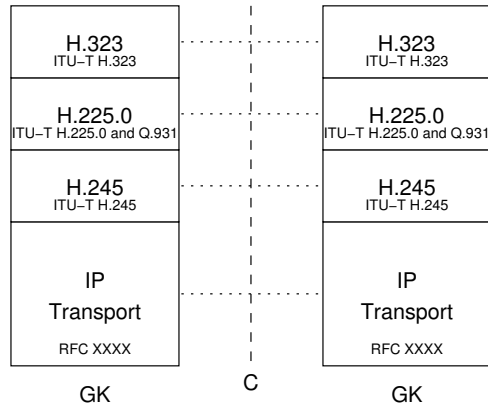 H.323
ITU−T H.323
H.225.0
ITU−T H.225.0 and Q.931
H.245
ITU−T H.245
IP
Transport
RFC XXXX
GK
C
H.323
ITU−T H.323
H.225.0
ITU−T H.225.0 and Q.931
H.245
ITU−T H.245
IP
Transport
RFC XXXX
GK